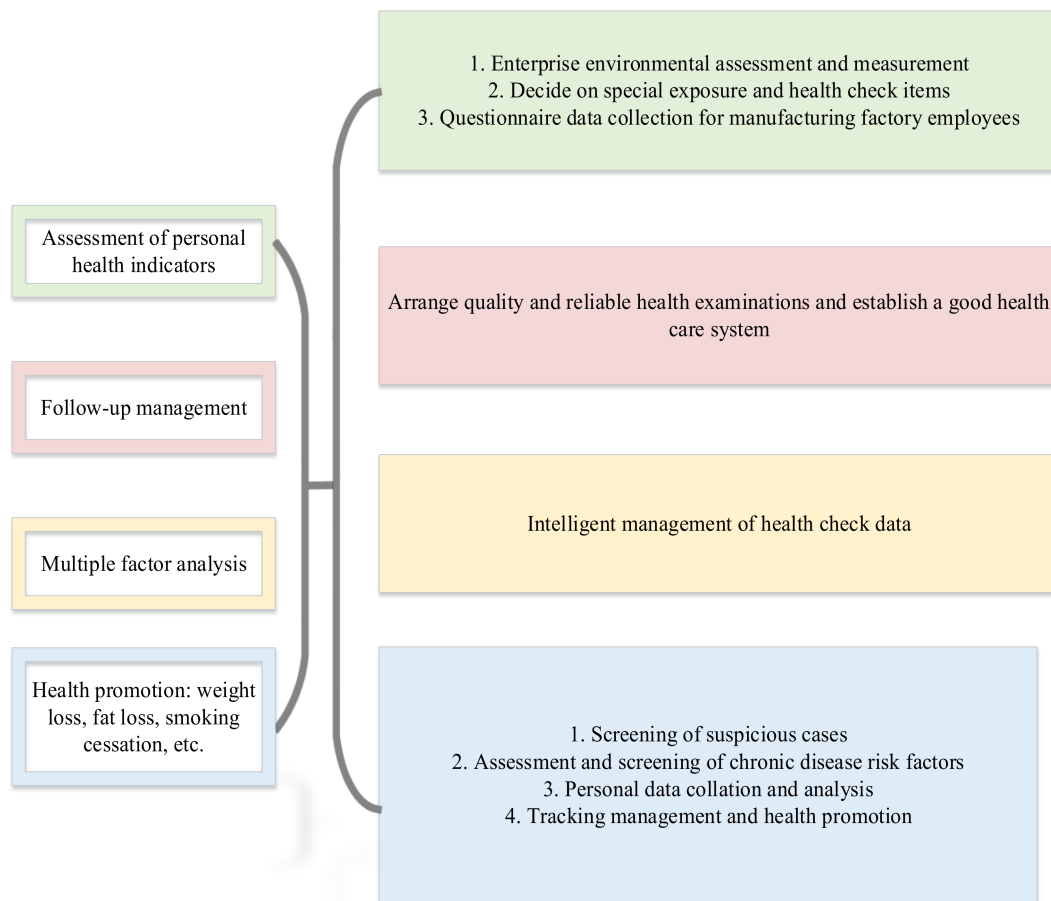 Assessment of personal
health indicators
Follow-up management
Multiple factor analysis
Health promotion: weight
loss, fat loss, smoking
cessation, etc.
1. Enterprise environmental assessment and measurement
2. Decide on special exposure and health check items
3. Questionnaire data collection for manufacturing factory employees
Arrange quality and reliable health examinations and establish a good health
care system
Intelligent management of health check data
1. Screening of suspicious cases
2. Assessment and screening of chronic disease risk factors
3. Personal data collation and analysis
4. Tracking management and health promotion